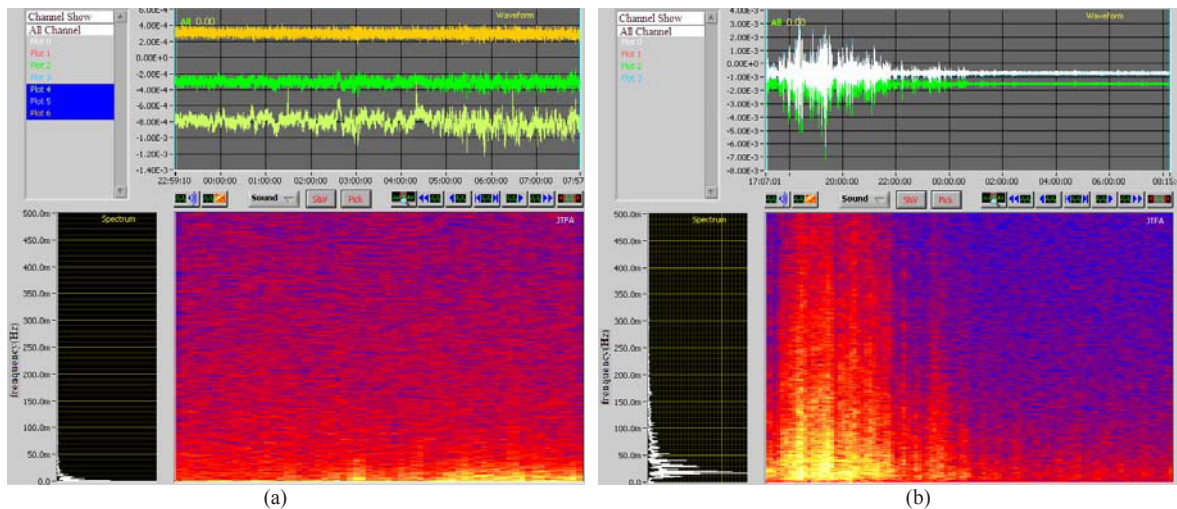 Channel Show
All Channel
Plot 0
Plot 1
Plot 2
Plot 3
Plot 4
Plot 5
Plot 6
All 0.00
Waveform
6.00E-4
4.00E-4
2.00E-4
0.00E+0
-2.00E-4
-4.00E-4
-6.00E-4
-8.00E-4
-1.00E-3
-1.20E-3
-1.40E-3
22:59:10 00:00:00 01:00:00 02:00:00 03:00:00 04:00:00 05:00:00 06:00:00 07:00:00 07:57
Sound
S&V
Pick
Spectrum
JTFA
500.0m
450.0m
400.0m
350.0m
300.0m
250.0m
200.0m
150.0m
100.0m
50.0m
0.0
frenquency(Hz)
(a)
Channel Show
All Channel
Plot 0
Plot 1
Plot 2
Plot 3
All 0.00
Waveform
4.00E-3
3.00E-3
2.00E-3
1.00E-3
0.00E+0
-1.00E-3
-2.00E-3
-3.00E-3
-4.00E-3
-5.00E-3
-6.00E-3
-7.00E-3
-8.00E-3
17:07:01 20:00:00 22:00:00 00:00:00 02:00:00 04:00:00 06:00:00 08:15:
Sound
S&V
Pick
Spectrum
JTFA
500.0m
450.0m
400.0m
350.0m
300.0m
250.0m
200.0m
150.0m
100.0m
50.0m
0.0
frenquency(Hz)
(b)